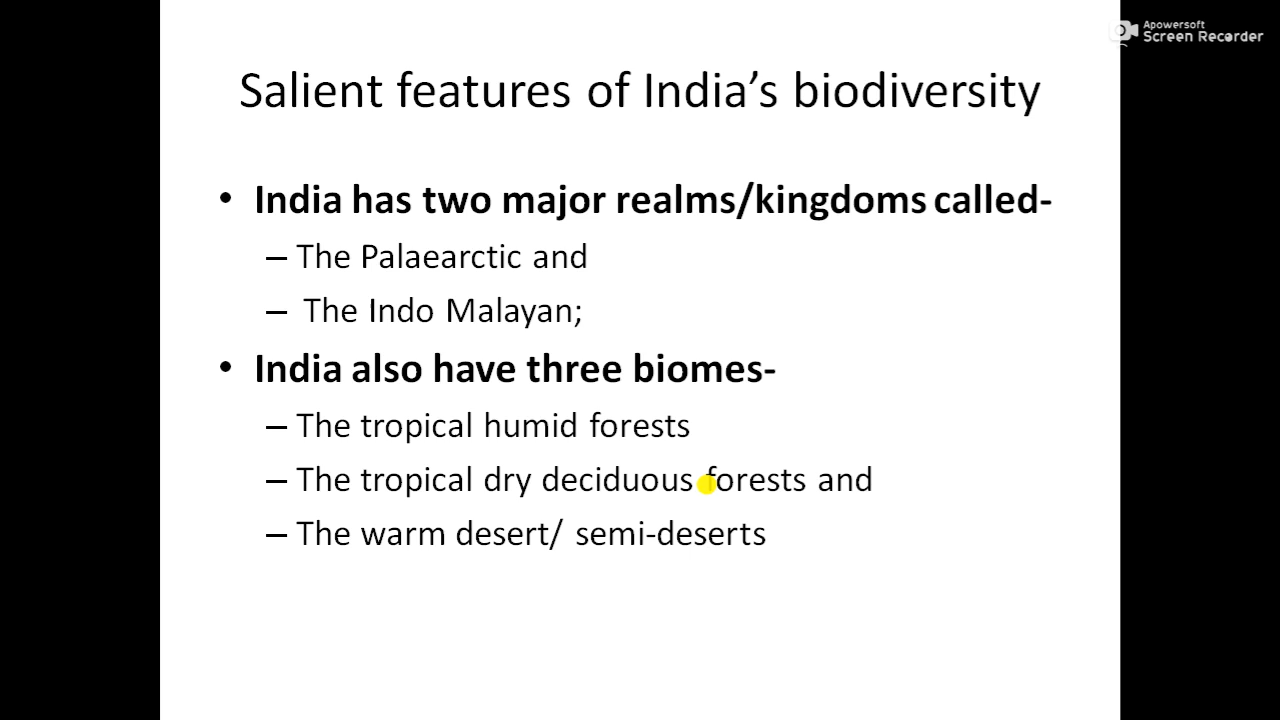 Apowersoft
Screen Recorder
Salient features of India’s biodiversity
• India has two major realms/kingdoms called-
– The Palaearctic and
– The Indo Malayan;
• India also have three biomes-
– The tropical humid forests
– The tropical dry deciduous forests and
– The warm desert/ semi-deserts